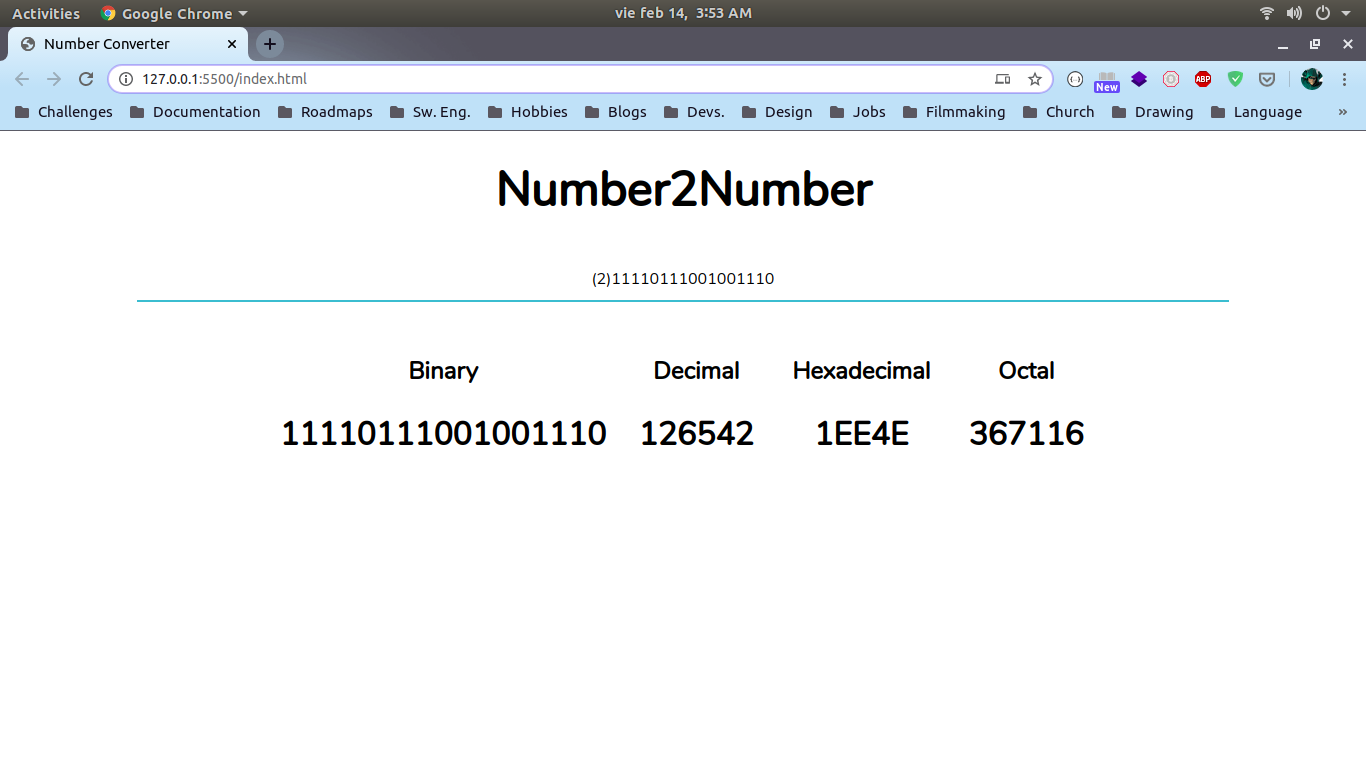 Activities Google Chrome vie feb 14, 3:53 AM
Number Converter
127.0.0.1:5500/index.html ABP New
Challenges Documentation Roadmaps Sw. Eng. Hobbies Blogs Devs. Design Jobs Filmmaking Church Drawing Language »
Number2Number
(2)11110111001001110
Binary Decimal Hexadecimal Octal
11110111001001110 126542 1EE4E 367116